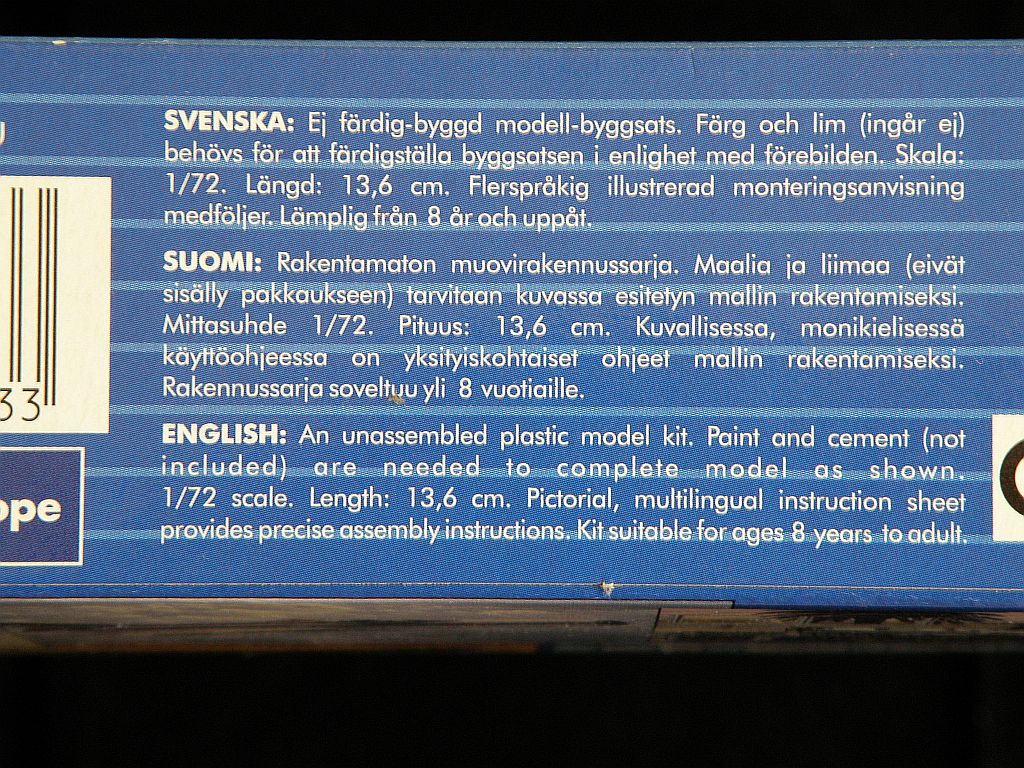 SVENSKA: Ej färdig-byggd modell-byggsats. Färg och lim (ingår ej)
behövs för att färdigställa byggsatsen i enlighet med förebilden. Skala:
1/72. Längd: 13,6 cm. Flerspråkig illustrerad monteringsanvisning
medföljer. Lämplig från 8 år och uppåt.
SUOMI: Rakentamaton muovirakennussarja. Maalia ja liimaa (eivät
sisälly pakkaukseen) tarvitaan kuvassa esitetyn mallin rakentamiseksi.
Mittasuhde 1/72. Pituus: 13,6 cm. Kuvallisessa, monikielisessä
käyttöohjeessa on yksityiskohtaiset ohjeet mallin rakentamiseksi.
Rakennussarja soveltuu yli 8 vuotiaille.
ENGLISH: An unassembled plastic model kit. Paint and cement (not
included) are needed to complete model as shown.
1/72 scale. Length: 13,6 cm. Pictorial, multilingual instruction sheet
provides precise assembly instructions. Kit suitable for ages 8 years to adult.
33
ope